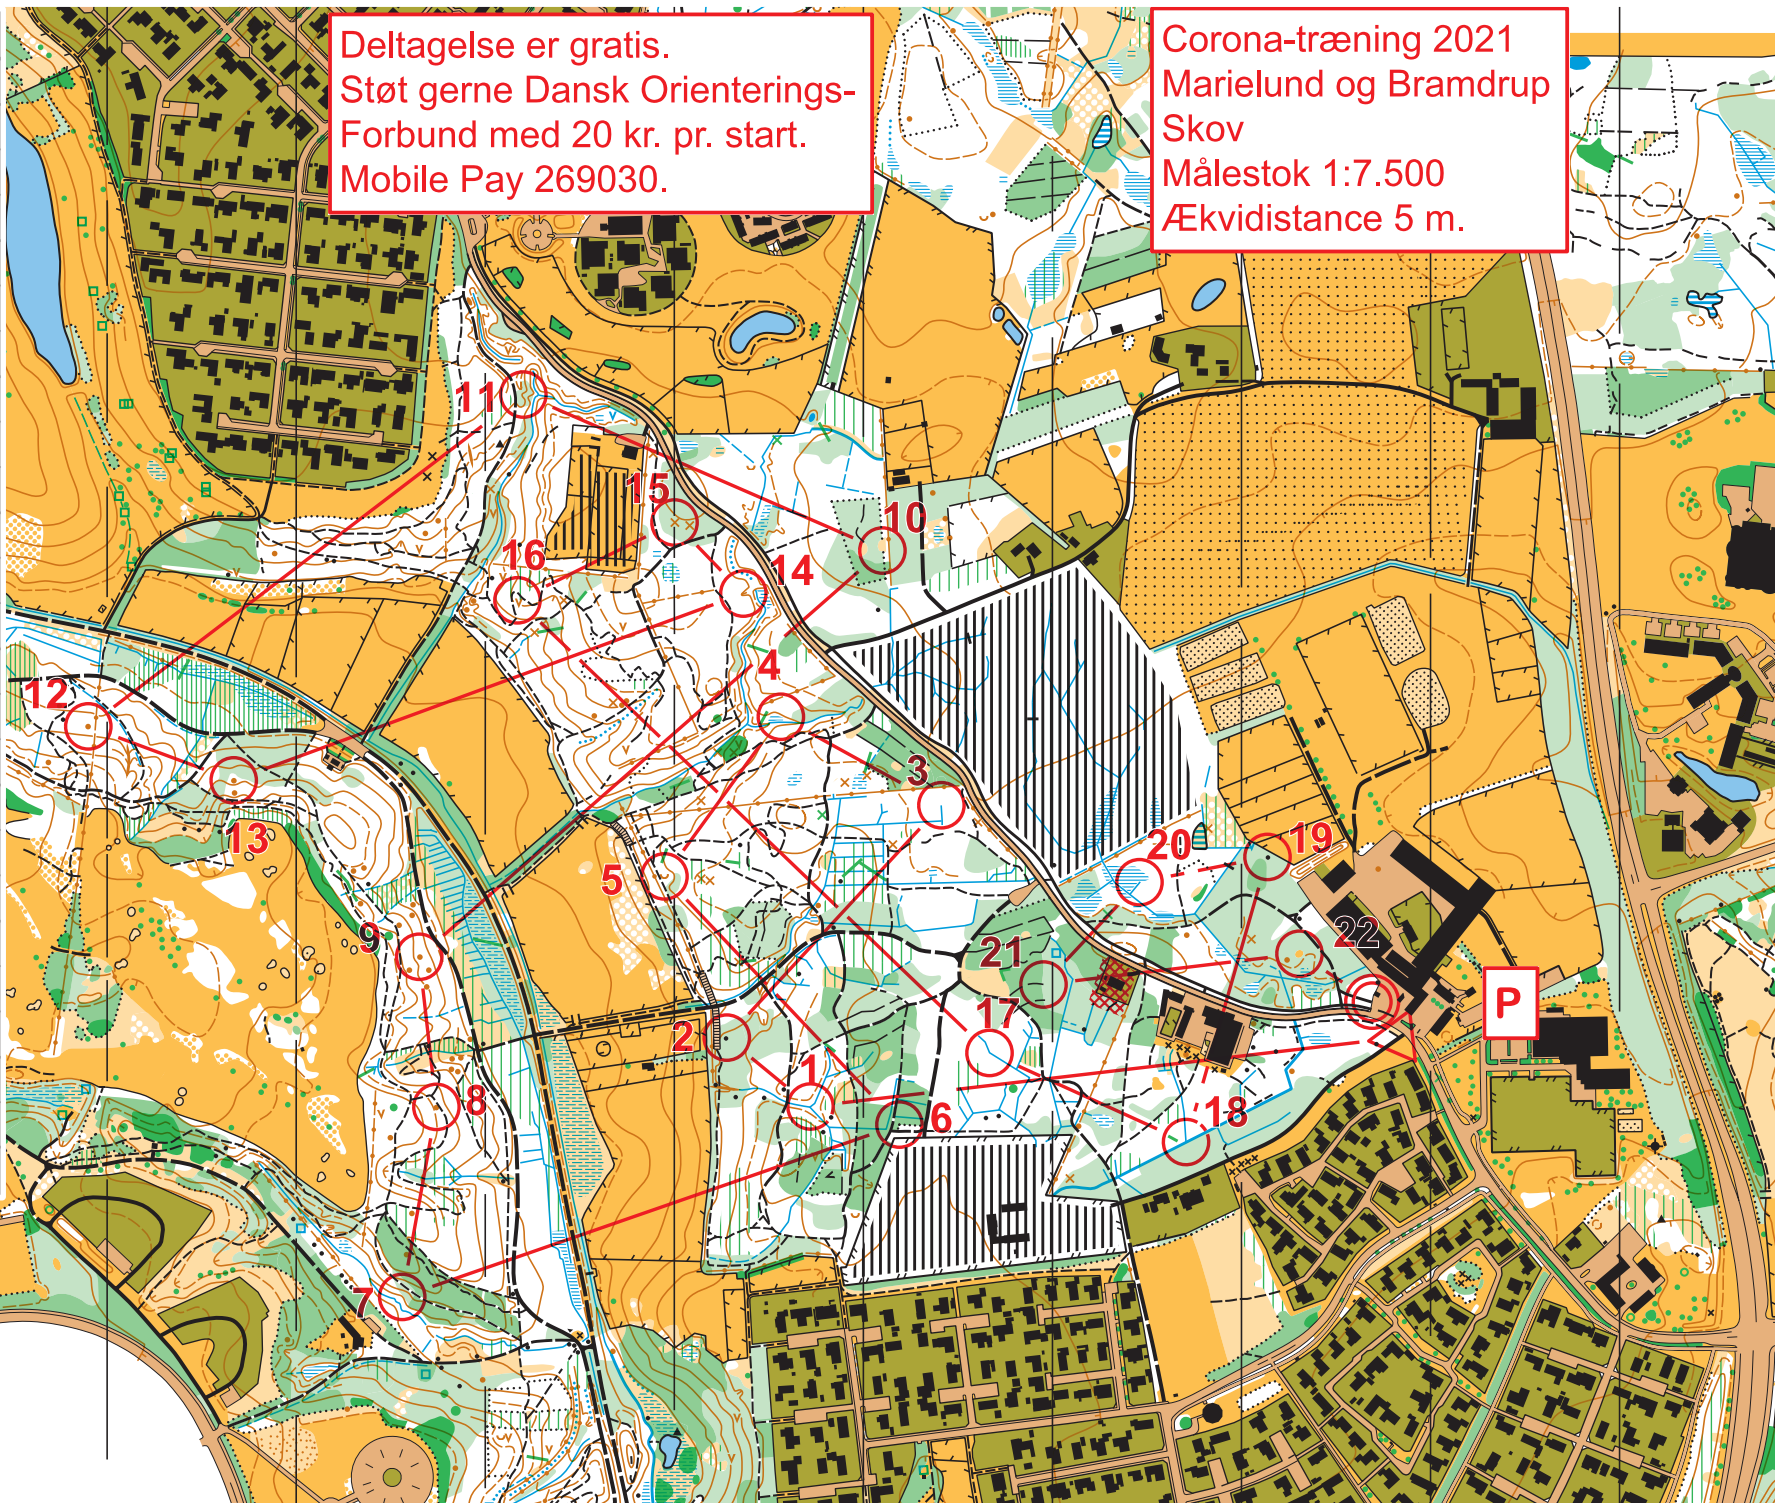 Deltagelse er gratis.
Støt gerne Dansk Orienterings-
Forbund med 20 kr. pr. start.
Mobile Pay 269030.
Corona-træning 2021
Marielund og Bramdrup
Skov
Målestok 1:7.500
Ækvidistance 5 m.
11
15
10
16
14
12
4
3
13
20
19
5
9
22
21
17
P
2
1
8
6
18
7